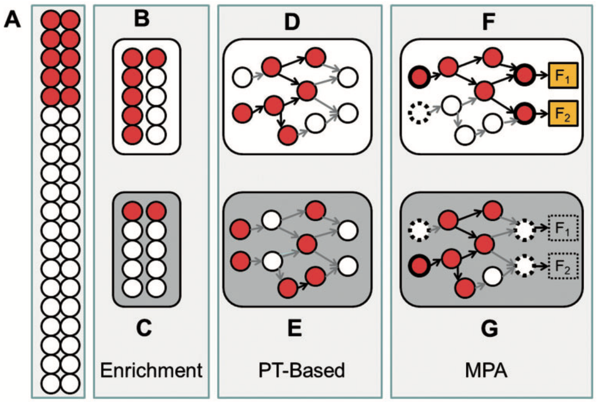 A B D F
F1
F2
F1
F2
C E G
Enrichment PT-Based MPA